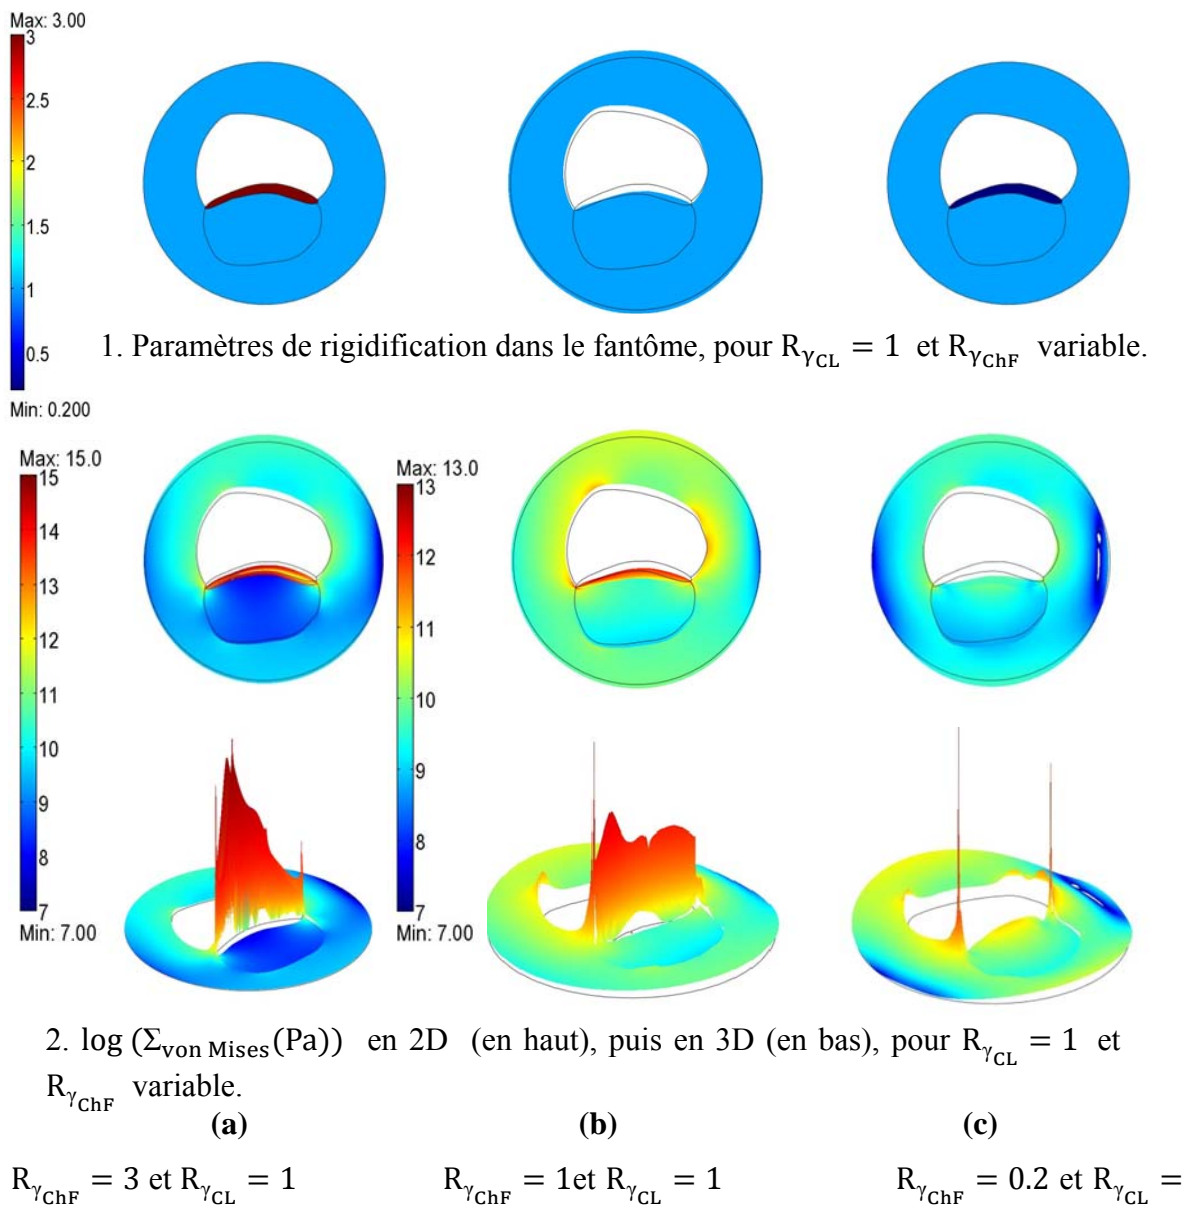 Max: 3.00
3
2.5
2
1.5
1
0.5
Min: 0.200
1. Paramètres de rigidification dans le fantôme, pour R_γCL = 1 et R_γChF variable.
Max: 15.0
15
14
13
12
11
10
9
8
7
Min: 7.00
Max: 13.0
13
12
11
10
9
8
7
Min: 7.00
2. log (Σvon Mises(Pa)) en 2D (en haut), puis en 3D (en bas), pour R_γCL = 1 et
R_γChF variable.
(a) (b) (c)
R_γChF = 3 et R_γCL = 1 R_γChF = 1et R_γCL = 1 R_γChF = 0.2 et R_γCL =